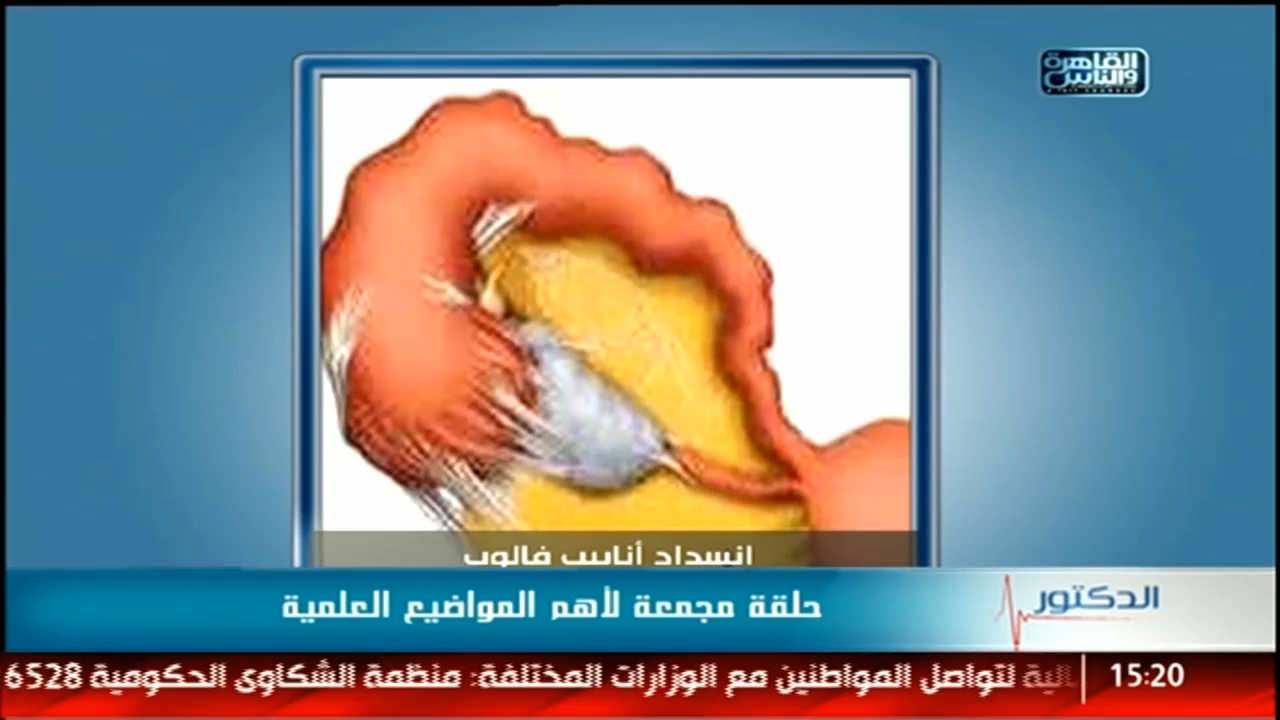 القاهرة
والناس
انسداد أنابيب فالوب
الدكتور
حلقة مجمعة لأهم المواضيع العلمية
15:20
لتواصل المواطنين مع الوزارات المختلفة: منظمة الشكاوى الحكومية 6528